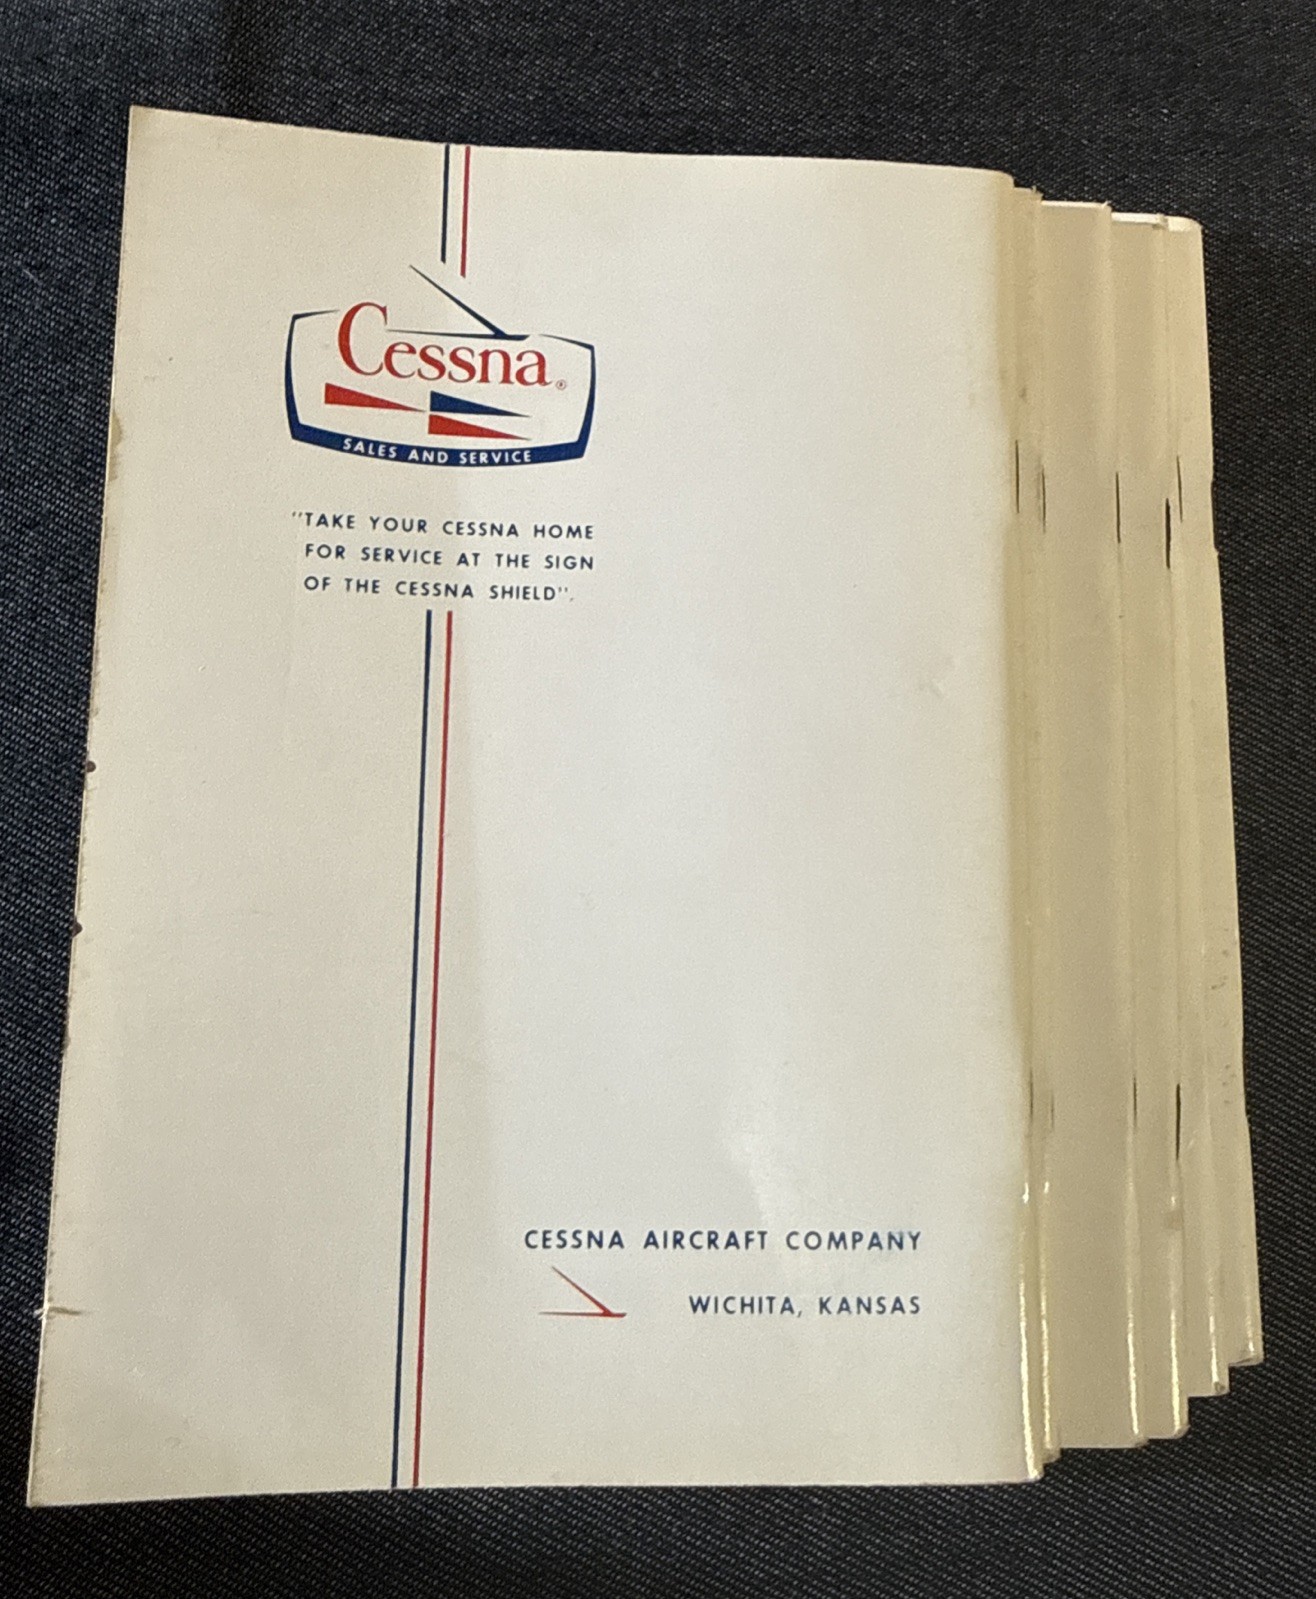 Cessna®
SALES AND SERVICE
"TAKE YOUR CESSNA HOME
FOR SERVICE AT THE SIGN
OF THE CESSNA SHIELD".
CESSNA AIRCRAFT COMPANY
WICHITA, KANSAS